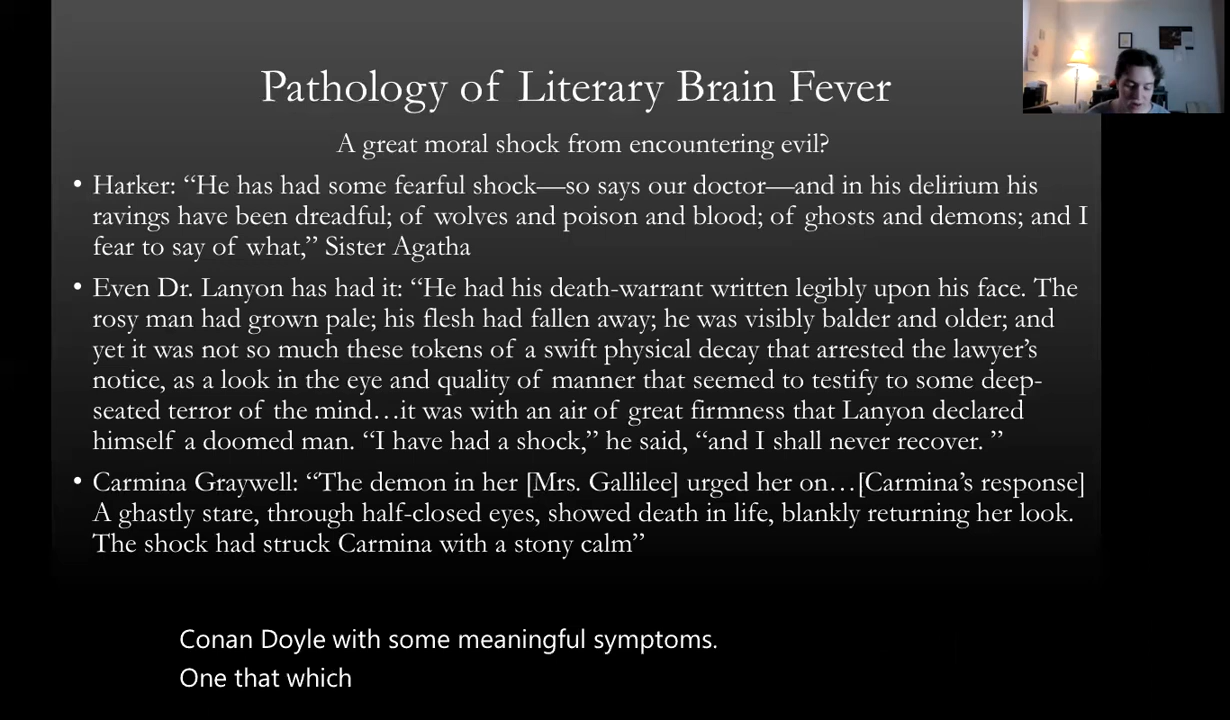 Pathology of Literary Brain Fever
A great moral shock from encountering evil?
• Harker: “He has had some fearful shock—so says our doctor—and in his delirium his
ravings have been dreadful; of wolves and poison and blood; of ghosts and demons; and I
fear to say of what,” Sister Agatha
• Even Dr. Lanyon has had it: “He had his death-warrant written legibly upon his face. The
rosy man had grown pale; his flesh had fallen away; he was visibly balder and older; and
yet it was not so much these tokens of a swift physical decay that arrested the lawyer’s
notice, as a look in the eye and quality of manner that seemed to testify to some deep-
seated terror of the mind…it was with an air of great firmness that Lanyon declared
himself a doomed man. “I have had a shock,” he said, “and I shall never recover. ”
• Carmina Graywell: “The demon in her [Mrs. Gallilee] urged her on…[Carmina’s response]
A ghastly stare, through half-closed eyes, showed death in life, blankly returning her look.
The shock had struck Carmina with a stony calm”
Conan Doyle with some meaningful symptoms.
One that which